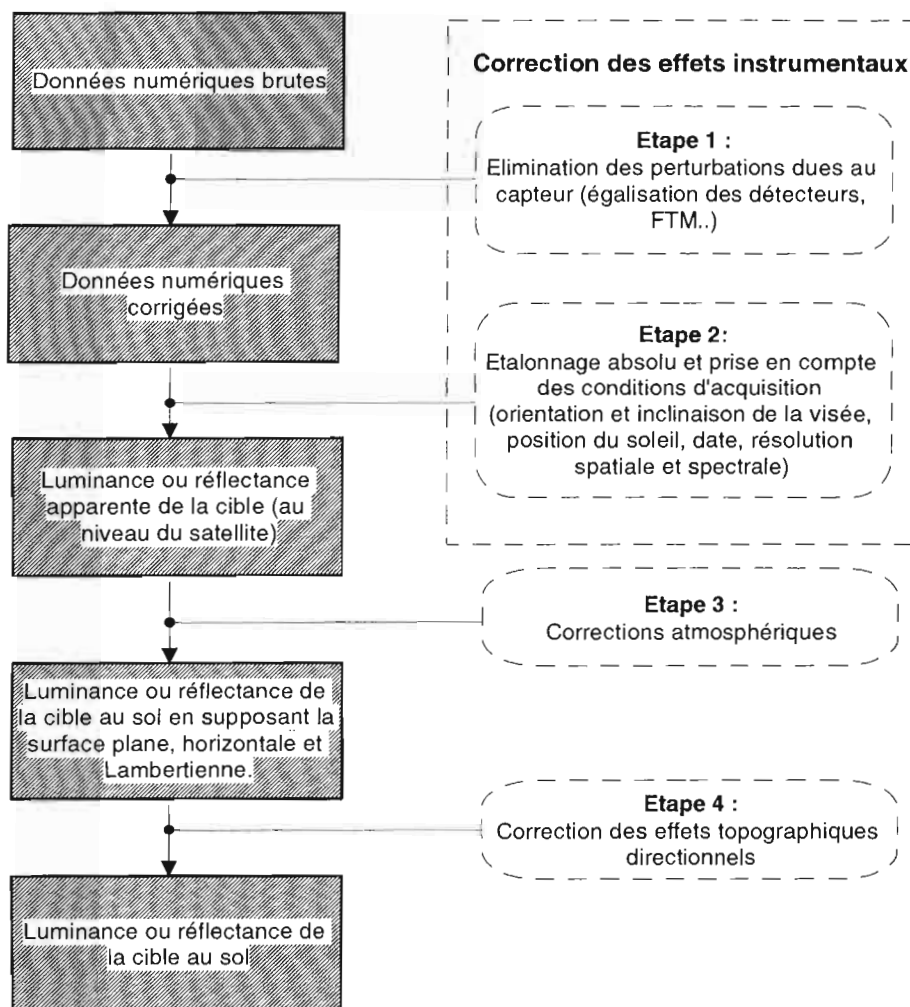 Données numériques brutes
Correction des effets instrumentaux
Etape 1 :
Elimination des perturbations dues au
capteur (égalisation des détecteurs,
FTM..)
Données numériques
corrigées
Etape 2:
Etalonnage absolu et prise en compte
des conditions d'acquisition
(orientation et inclinaison de la visée,
position du soleil, date, résolution
spatiale et spectrale)
Luminance ou réflectance
apparente de la cible (au
niveau du satellite)
Etape 3 :
Corrections atmosphériques
Luminance ou réflectance de
la cible au sol en supposant la
surface plane, horizontale et
Lambertienne.
Etape 4 :
Correction des effets topographiques
directionnels
Luminance ou réflectance de
la cible au sol